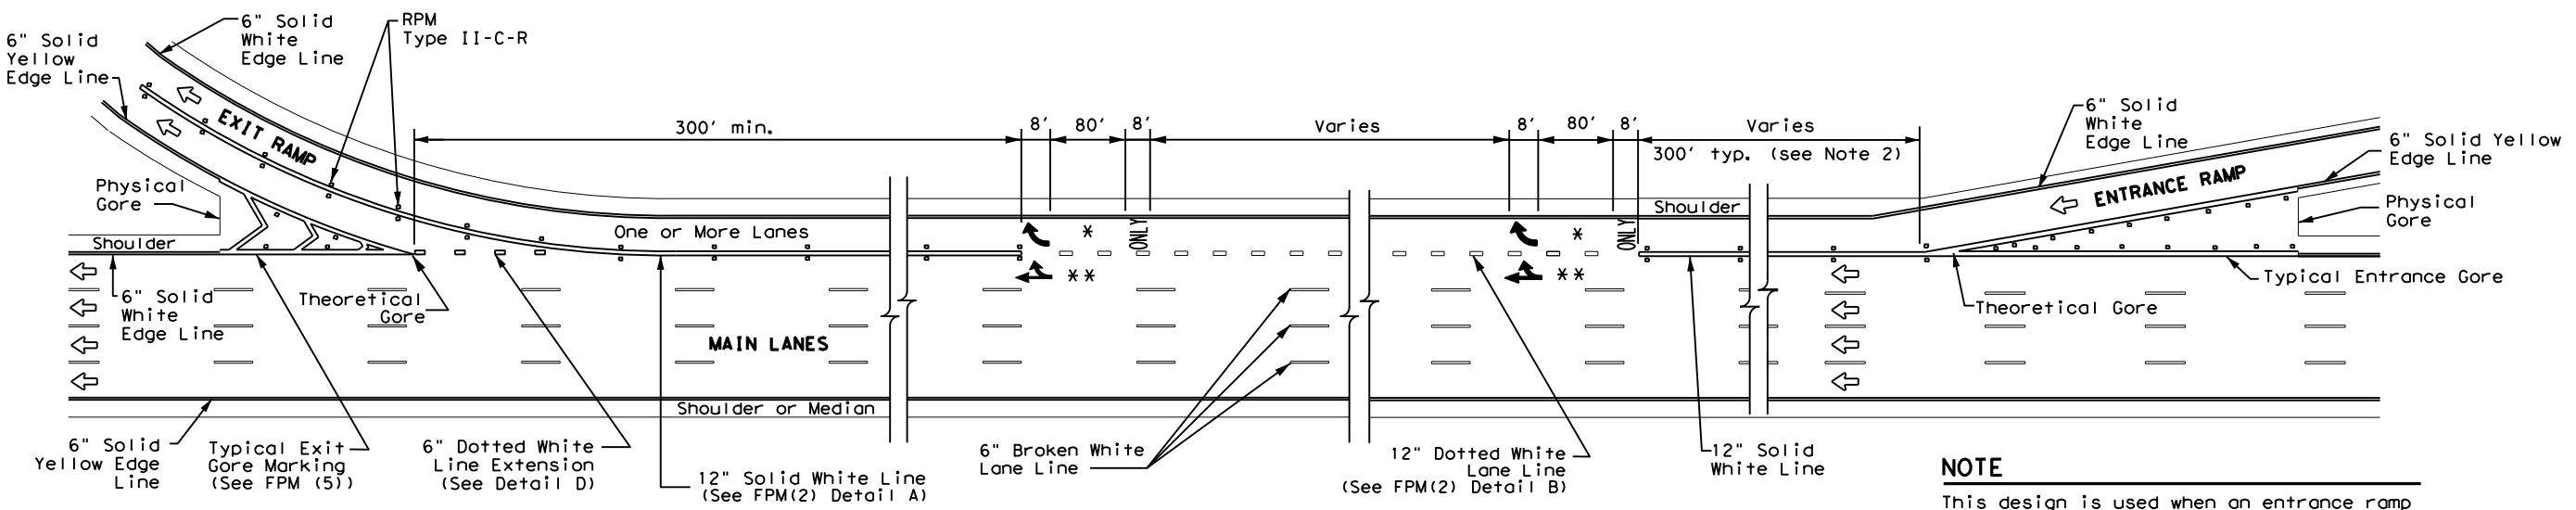 6" Solid
White
Edge Line
RPM
Type II-C-R
6" Solid
Yellow
Edge Line
EXIT RAMP
300' min.
8'
80'
8'
Varies
8'
80'
8'
Varies
300' typ. (see Note 2)
6" Solid
White
Edge Line
6" Solid Yellow
Edge Line
ENTRANCE RAMP
Physical
Gore
Physical
Gore
Shoulder
One or More Lanes
*
ONLY
*
ONLY
Shoulder
**
**
6" Solid
White
Edge Line
Theoretical
Gore
Theoretical Gore
Typical Entrance Gore
MAIN LANES
Shoulder or Median
6" Solid
Yellow Edge
Line
Typical Exit
Gore Marking
(See FPM (5))
6" Dotted White
Line Extension
(See Detail D)
12" Solid White Line
(See FPM(2) Detail A)
6" Broken White
Lane Line
12" Dotted White
Lane Line
(See FPM(2) Detail B)
12" Solid
White Line
NOTE
This design is used when an entrance ramp